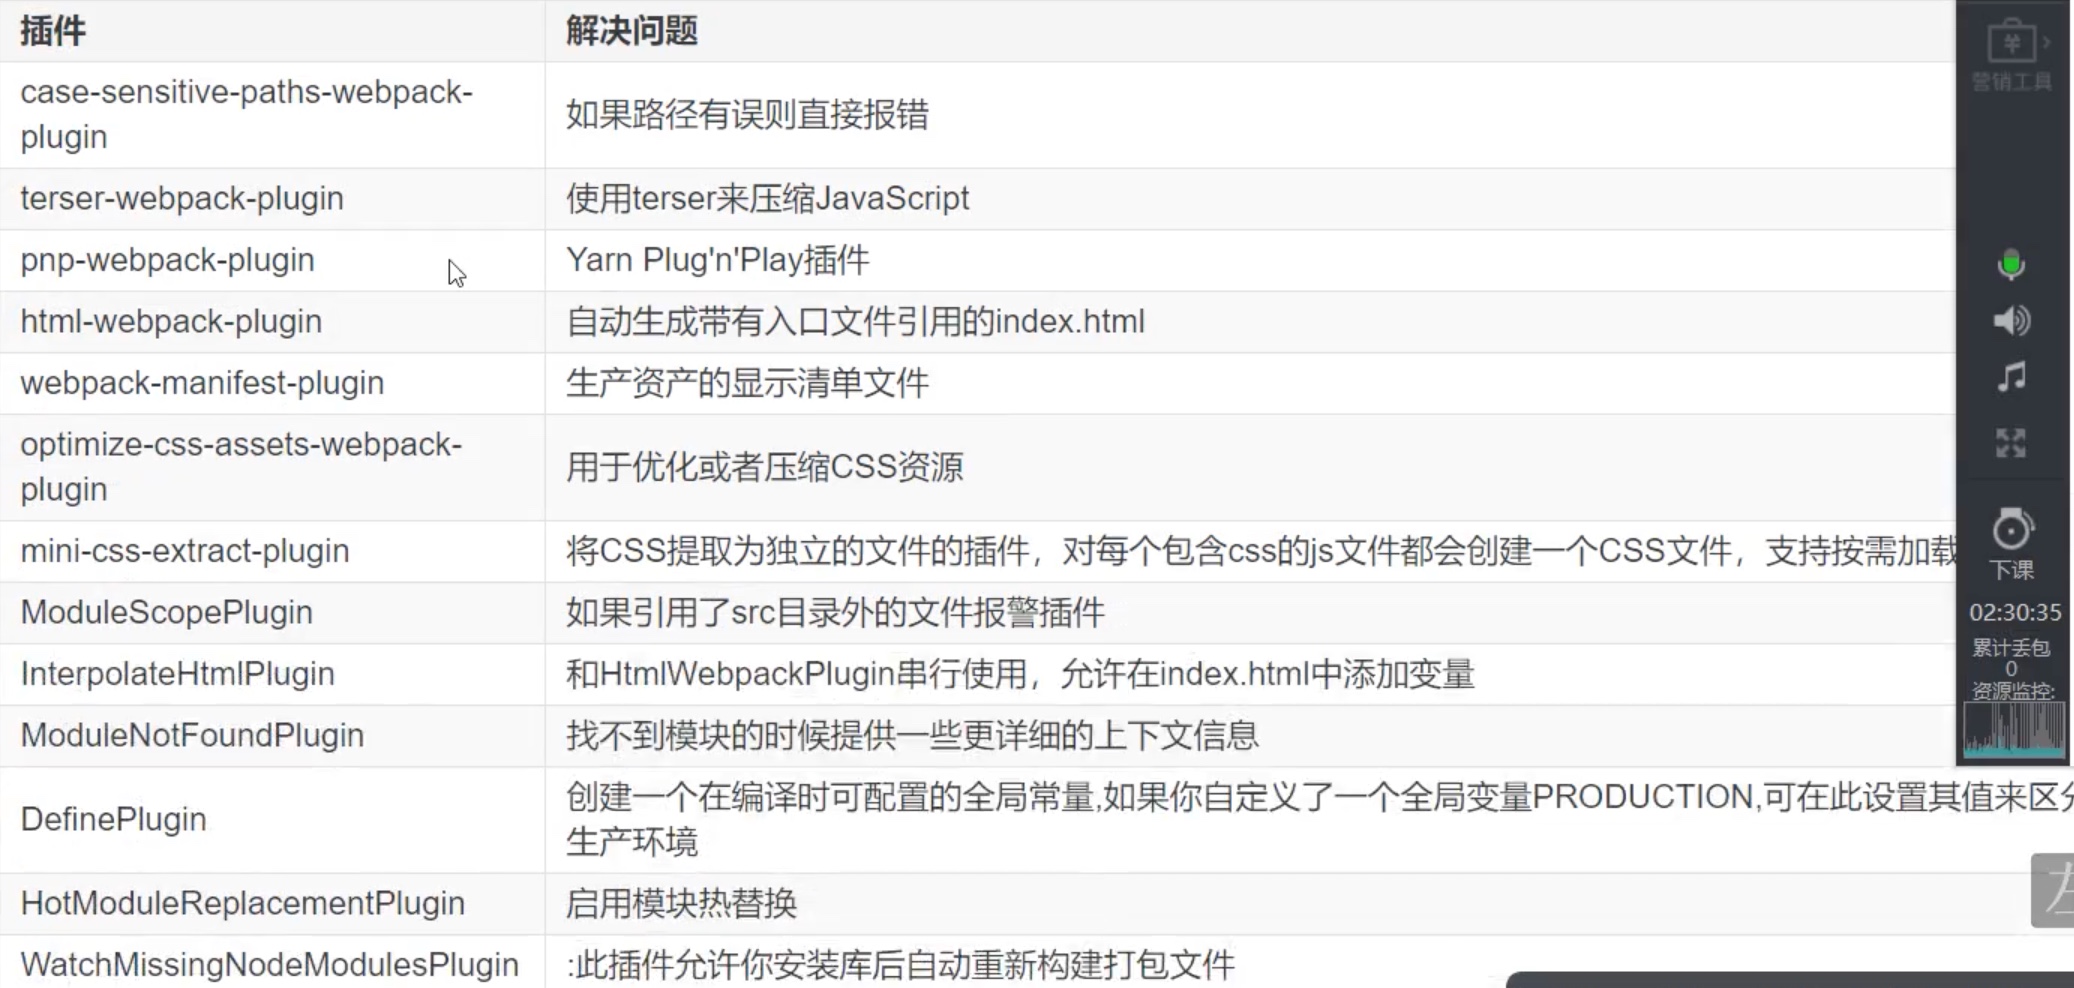 插件
解决问题
case-sensitive-paths-webpack-
plugin
如果路径有误则直接报错
terser-webpack-plugin
使用terser来压缩JavaScript
pnp-webpack-plugin
Yarn Plug'n'Play插件
html-webpack-plugin
自动生成带有入口文件引用的index.html
webpack-manifest-plugin
生产资产的显示清单文件
optimize-css-assets-webpack-
plugin
用于优化或者压缩CSS资源
mini-css-extract-plugin
将CSS提取为独立的文件的插件，对每个包含css的js文件都会创建一个CSS文件，支持按需加载
ModuleScopePlugin
如果引用了src目录外的文件报警插件
InterpolateHtmlPlugin
和HtmlWebpackPlugin串行使用，允许在index.html中添加变量
ModuleNotFoundPlugin
找不到模块的时候提供一些更详细的上下文信息
DefinePlugin
创建一个在编译时可配置的全局常量,如果你自定义了一个全局变量PRODUCTION,可在此设置其值来区分
生产环境
HotModuleReplacementPlugin
启用模块热替换
WatchMissingNodeModulesPlugin
:此插件允许你安装库后自动重新构建打包文件
营销工具
下课
02:30:35
累计丢包
0
资源监控: